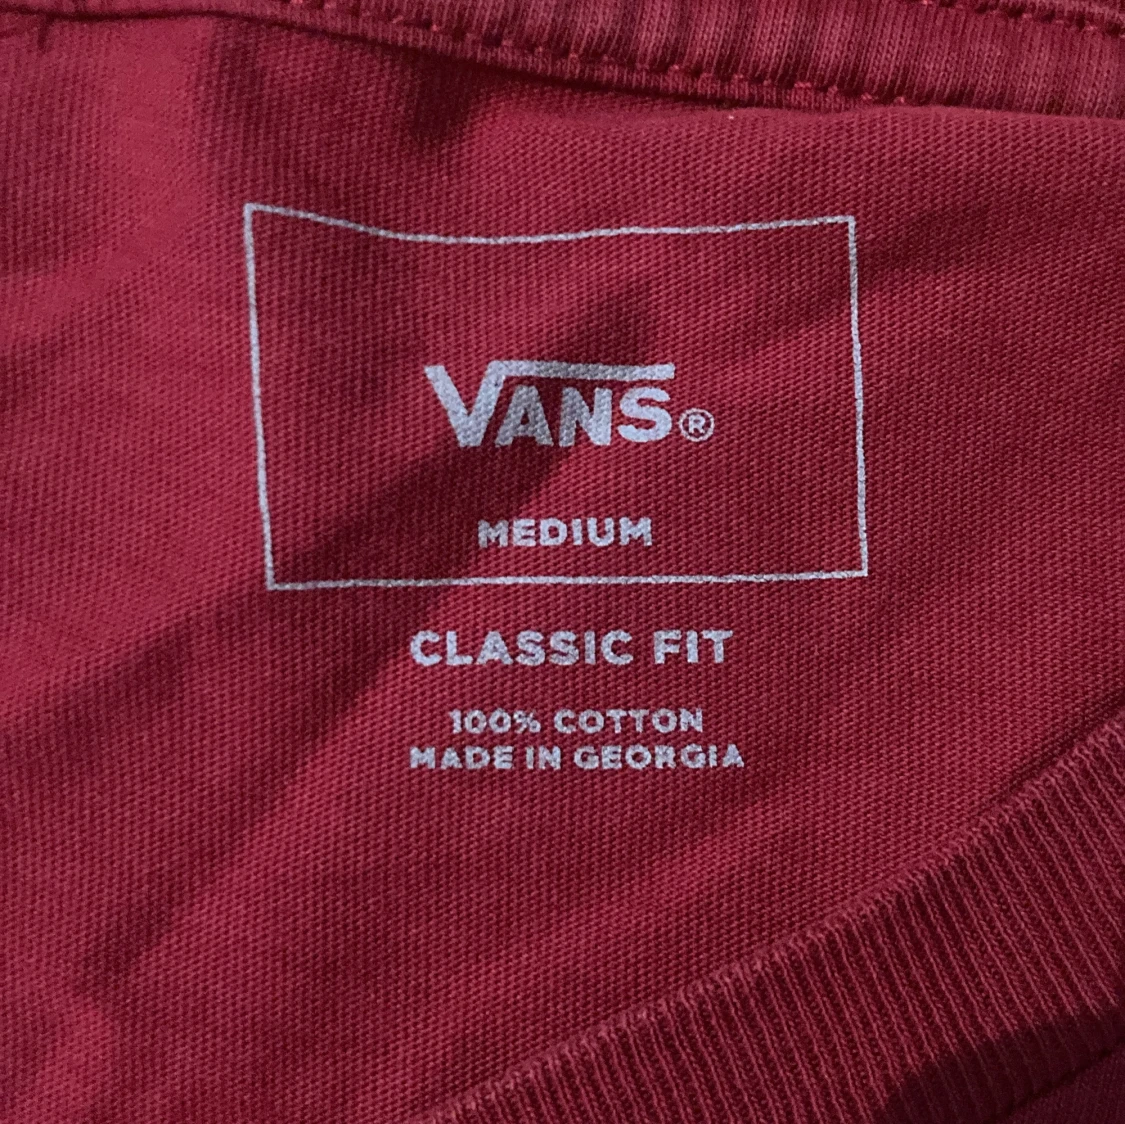 VANS®
MEDIUM
CLASSIC FIT
100% COTTON
MADE IN GEORGIA